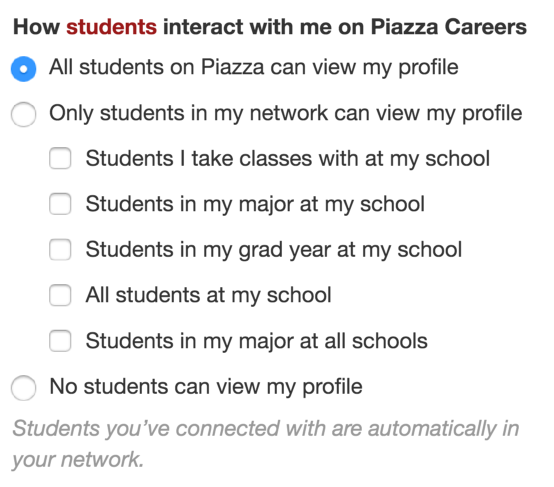 How students interact with me on Piazza Careers
All students on Piazza can view my profile
Only students in my network can view my profile
Students I take classes with at my school
Students in my major at my school
Students in my grad year at my school
All students at my school
Students in my major at all schools
No students can view my profile
Students you’ve connected with are automatically in
your network.